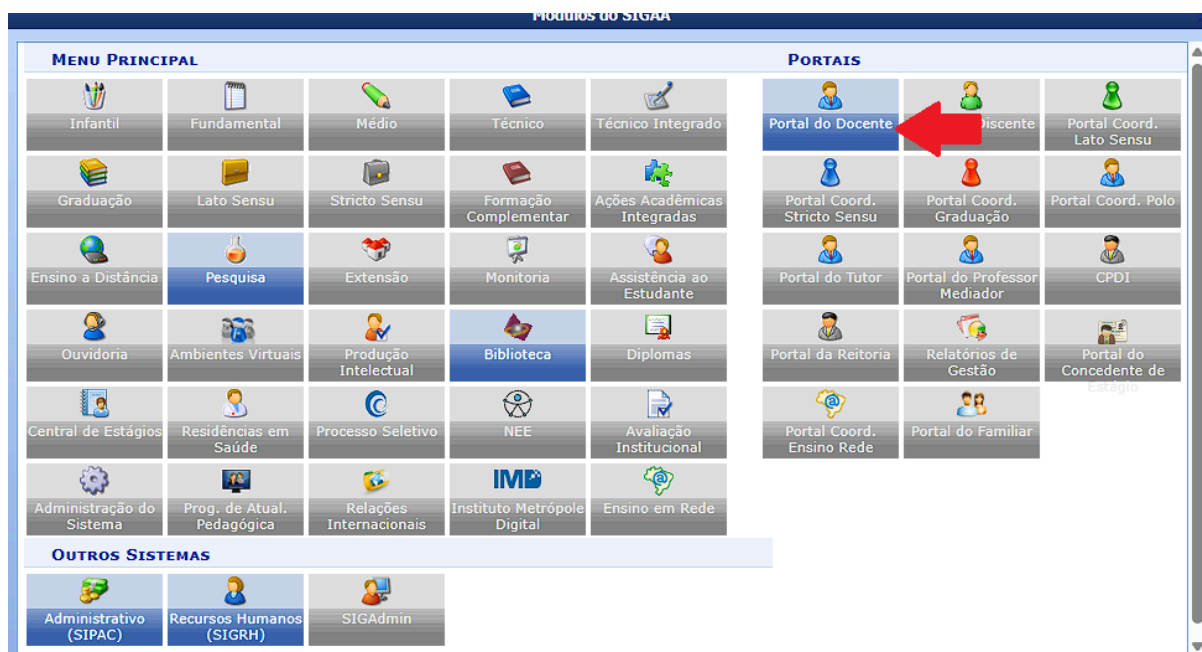 Módulos do SIGAA
MENU PRINCIPAL
Infantil
Fundamental
Médio
Técnico
Técnico Integrado
Graduação
Lato Sensu
Stricto Sensu
Formação
Complementar
Ações Acadêmicas
Integradas
Ensino a Distância
Pesquisa
Extensão
Monitoria
Assistência ao
Estudante
Ouvidoria
Ambientes Virtuais
Produção
Intelectual
Biblioteca
Diplomas
Central de Estágios
Residências em
Saúde
Processo Seletivo
NEE
Avaliação
Institucional
Administração do
Sistema
Prog. de Atual.
Pedagógica
Relações
Internacionais
IMD
Instituto Metrópole
Digital
Ensino em Rede
PORTAIS
Portal do Docente
Discente
Portal Coord.
Lato Sensu
Portal Coord.
Stricto Sensu
Portal Coord.
Graduação
Portal Coord. Polo
Portal do Tutor
Portal do Professor
Mediador
CPDI
Portal da Reitoria
Relatórios de
Gestão
Portal do
Concedente de
Estágio
Portal Coord.
Ensino Rede
Portal do Familiar
OUTROS SISTEMAS
Administrativo
(SIPAC)
Recursos Humanos
(SIGRH)
SIGAdmin